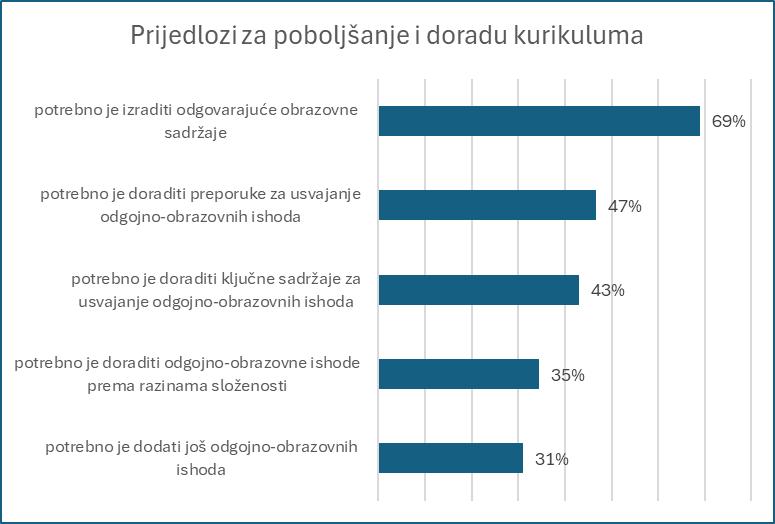 Prijedlozi za poboljšanje i doradu kurikuluma
potrebno je izraditi odgovarajuće obrazovne
sadržaje
69%
potrebno je doraditi preporuke za usvajanje
odgojno-obrazovnih ishoda
47%
potrebno je doraditi ključne sadržaje za
usvajanje odgojno-obrazovnih ishoda
43%
potrebno je doraditi odgojno-obrazovne ishode
prema razinama složenosti
35%
potrebno je dodati još odgojno-obrazovnih
ishoda
31%